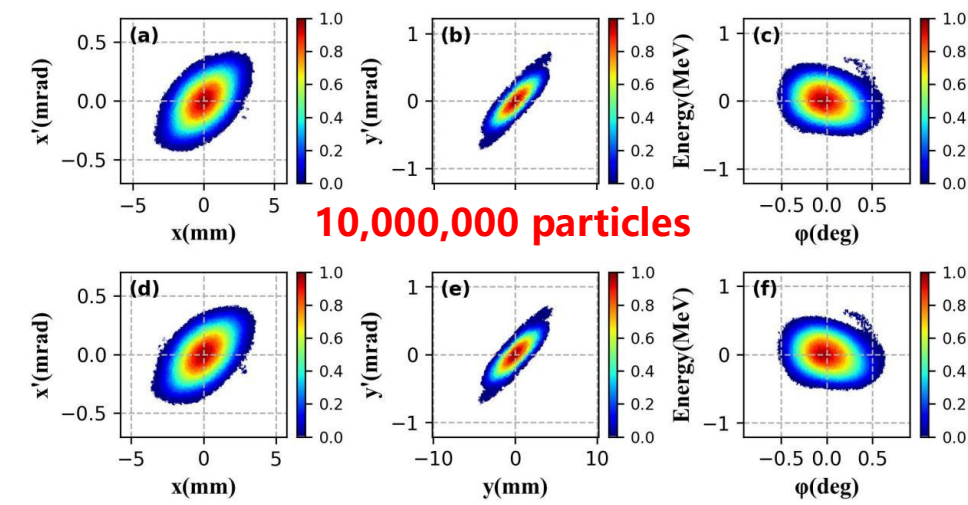 (a)
x'(mrad)
0.5
0.0
−0.5
−5 0 5
x(mm)
1.0
0.8
0.6
0.4
0.2
0.0
(b)
y'(mrad)
1
0
−1
1.0
0.8
0.6
0.4
0.2
0.0
(c)
Energy(MeV)
1
0
−1
−0.5 0.0 0.5
φ(deg)
1.0
0.8
0.6
0.4
0.2
0.0
10,000,000 particles
(d)
x'(mrad)
0.5
0.0
−0.5
−5 0 5
x(mm)
1.0
0.8
0.6
0.4
0.2
0.0
(e)
y'(mrad)
1
0
−1
−10 0 10
y(mm)
1.0
0.8
0.6
0.4
0.2
0.0
(f)
Energy(MeV)
1
0
−1
−0.5 0.0 0.5
φ(deg)
1.0
0.8
0.6
0.4
0.2
0.0